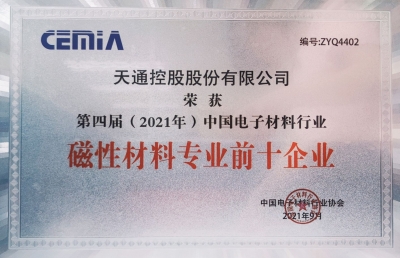 CEMIA
编号:ZYQ4402
天通控股股份有限公司
荣获
第四届（2021年）中国电子材料行业
磁性材料专业前十企业
中国电子材料行业协会
2021年9月